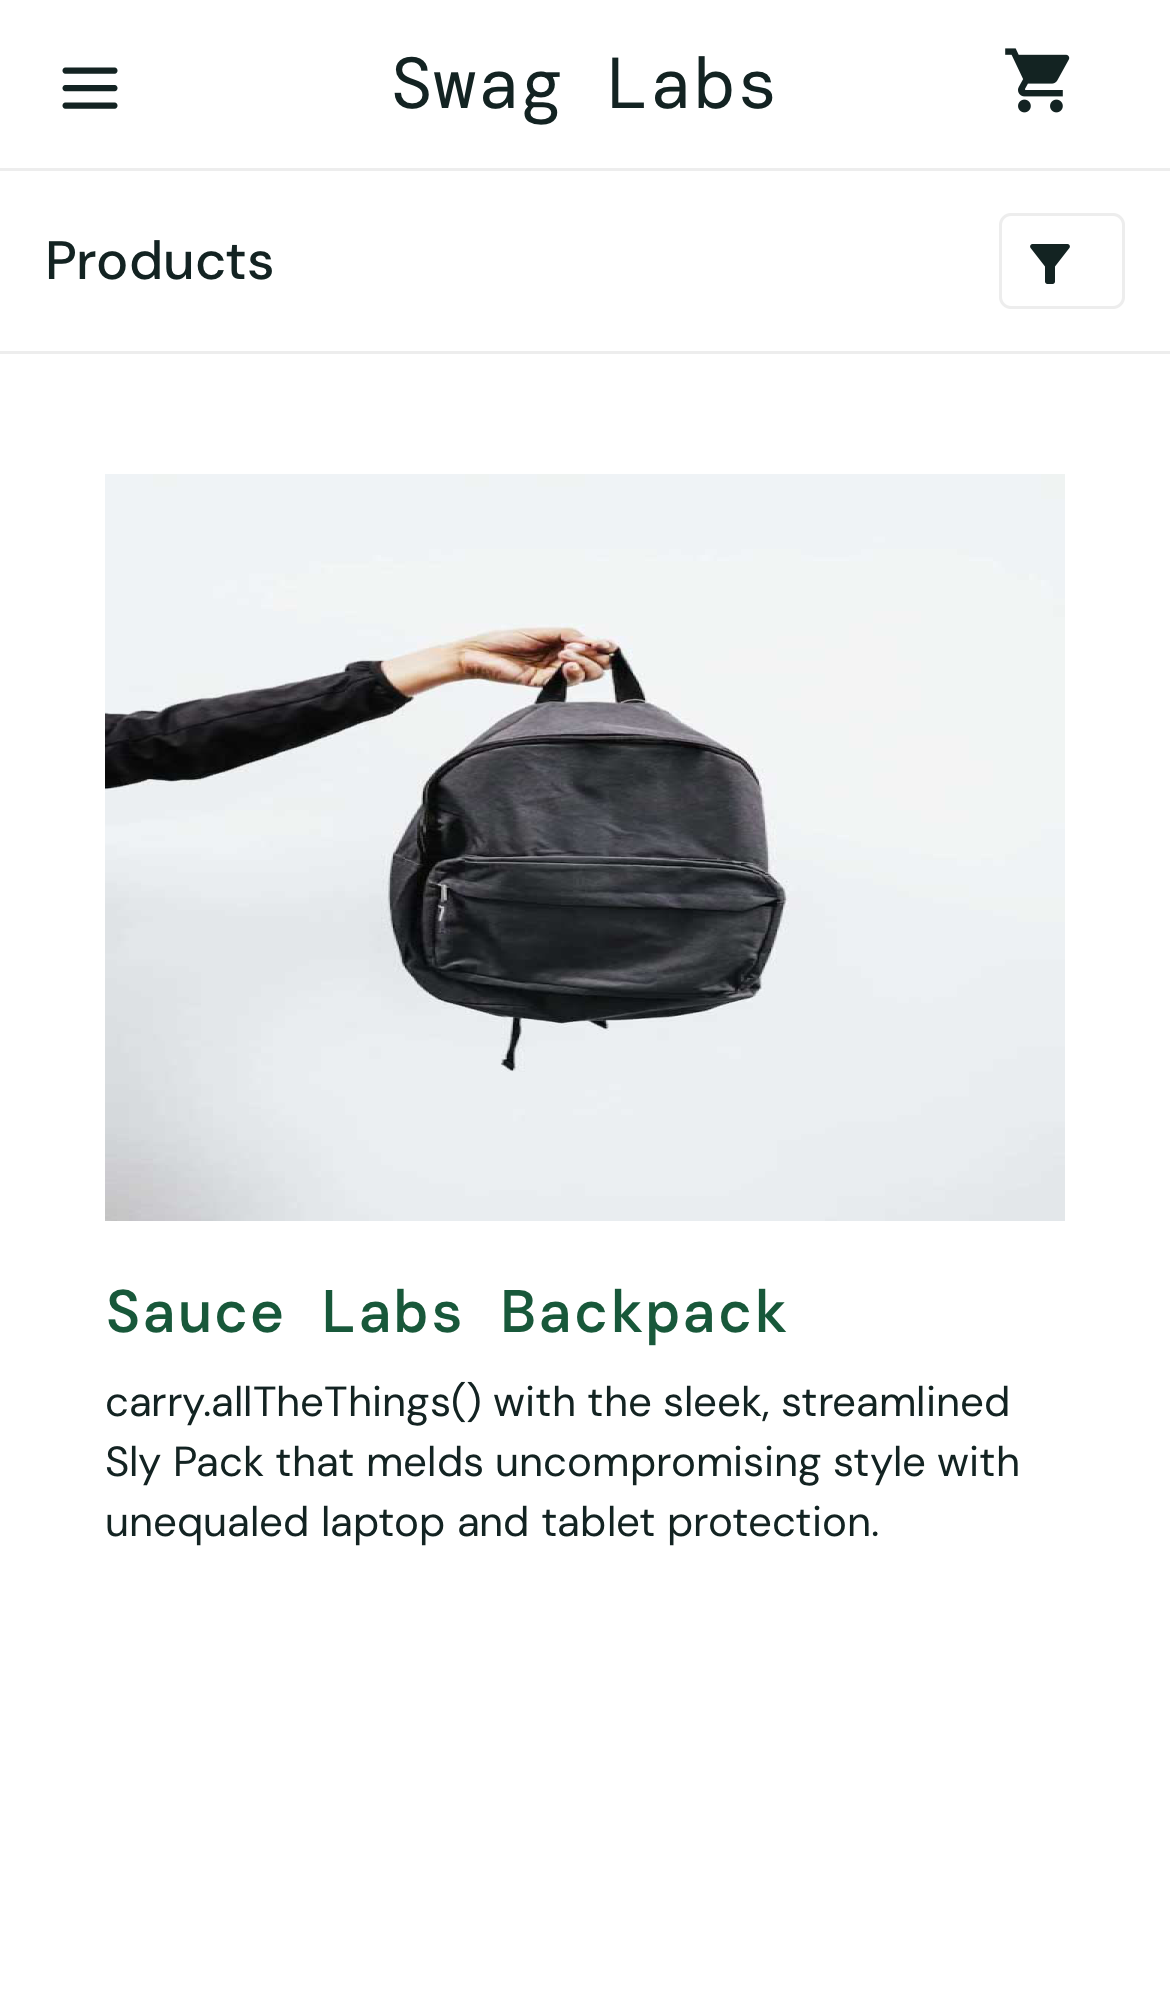 Swag Labs
Products
Sauce Labs Backpack
carry.allTheThings() with the sleek, streamlined
Sly Pack that melds uncompromising style with
unequaled laptop and tablet protection.